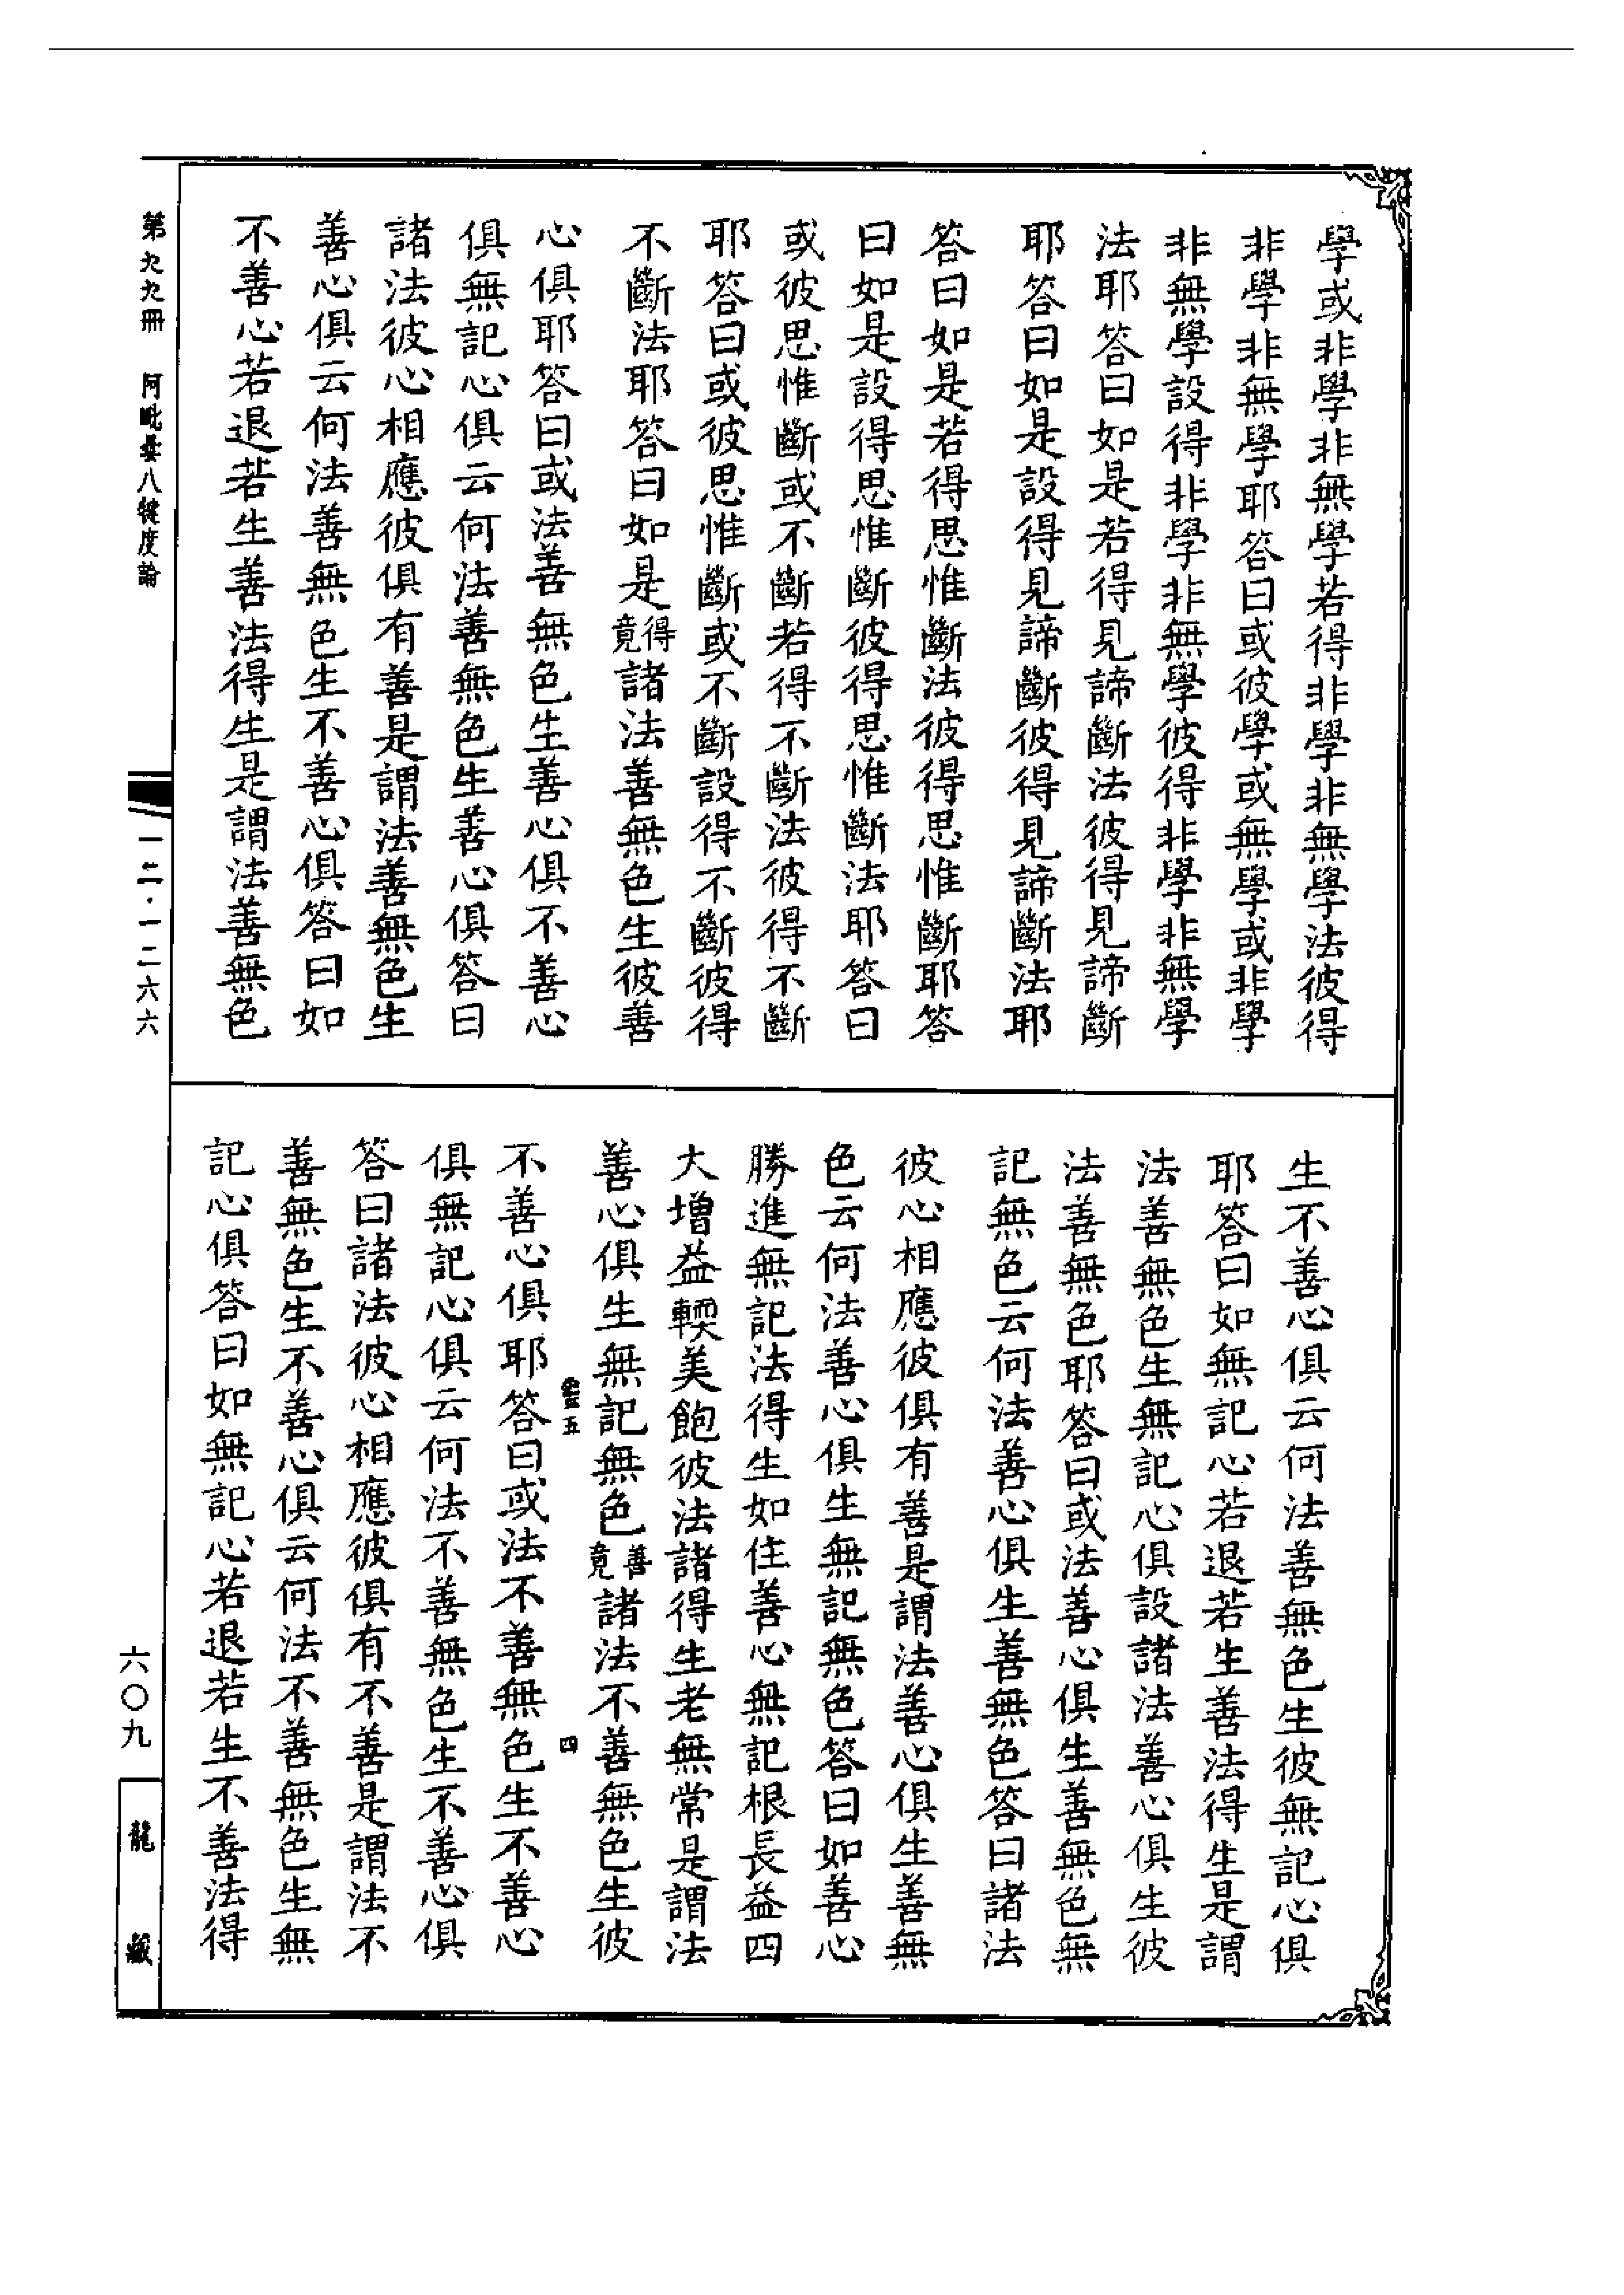 學或非學非無學若得非學非無學法彼得
非學非無學耶答曰或彼學或無學或非學
非無學設得非學非無學彼得非學非無學
法耶答曰如是若得見諦斷法彼得見諦斷
耶答曰如是設得見諦斷彼得見諦斷法耶
答曰如是若得思惟斷法彼得思惟斷耶答
曰如是設得思惟斷彼得思惟斷法耶答曰
或彼思惟斷或不斷若得不斷法彼得不斷
耶答曰或彼思惟斷或不斷設得不斷彼得
不斷法耶答曰如是得竟諸法善無色生彼善
心俱耶答曰或法善無色生善心俱不善心
俱無記心俱云何法善無色生善心俱答曰
諸法彼心相應彼俱有善是謂法善無色生
善心俱云何法善無色生不善心俱答曰如
不善心若退若生善法得生是謂法善無色
生不善心俱云何法善無色生彼無記心俱
耶答曰如無記心若退若生善法得生是謂
法善無色生無記心俱設諸法善心俱生彼
法善無色耶答曰或法善心俱生善無色無
記無色云何法善心俱生善無色答曰諸法
彼心相應彼俱有善是謂法善心俱生善無
色云何法善心俱生無記無色答曰如善心
勝進無記法得生如住善心無記根長益四
大增益輭美飽彼法諸得生老無常是謂法
善心俱生無記無色善竟諸法不善無色生彼
五 四
不善心俱耶答曰或法不善無色生不善心
俱無記心俱云何法不善無色生不善心俱
答曰諸法彼心相應彼俱有不善是謂法不
善無色生不善心俱云何法不善無色生無
記心俱答曰如無記心若退若生不善法得
第九九冊 阿毗曇八犍度論
一二·一二六六
六〇九
龍藏